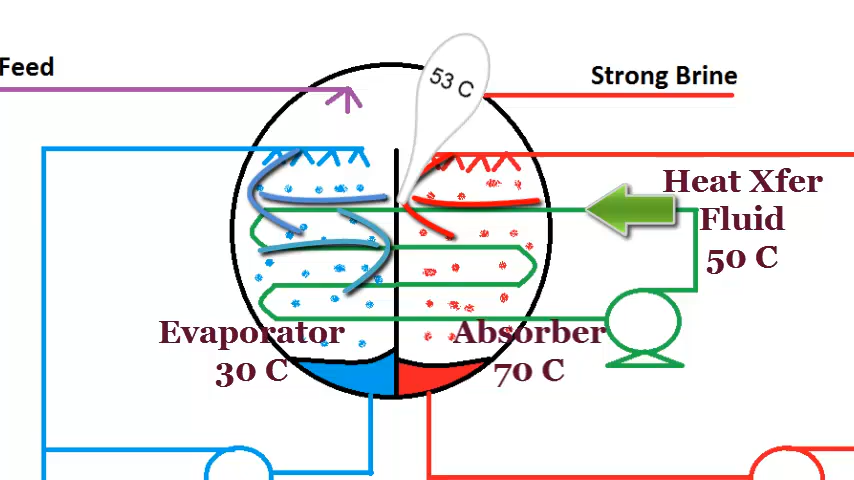 Feed
53 C
Strong Brine
Heat Xfer
Fluid
50 C
Evaporator
30 C
Absorber
70 C